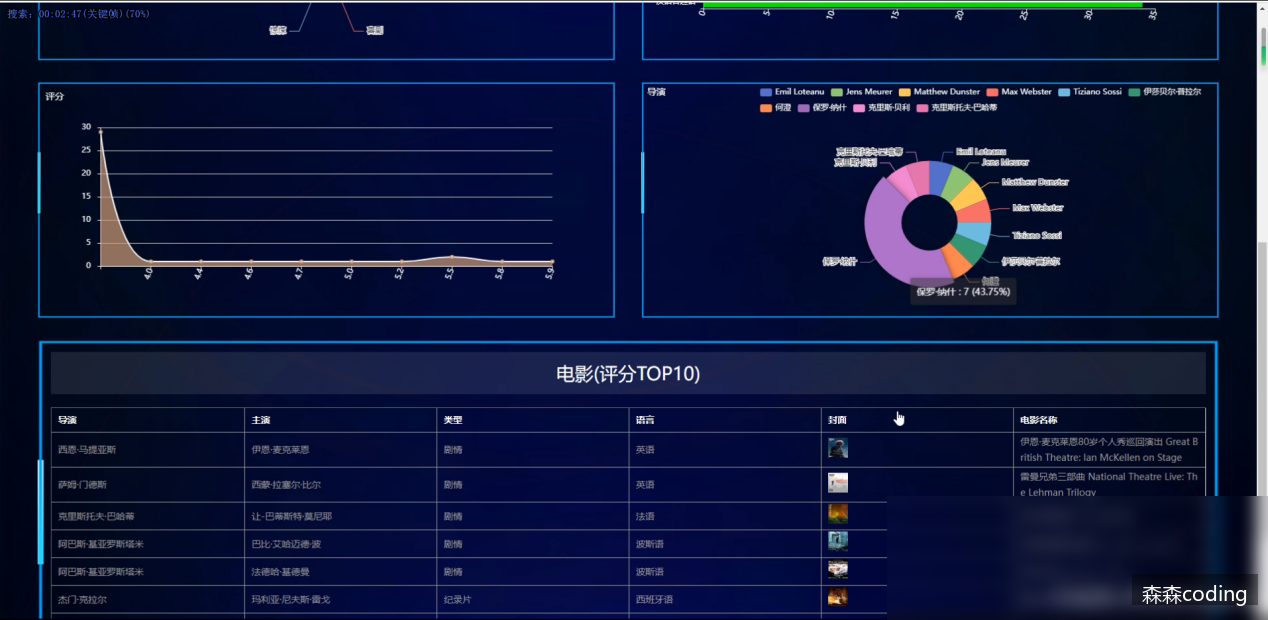 搜索: 00:02:47(关键帧)(70%)
0 5 10 15 20 25 30 35
评分
30
25
20
15
10
5
0
4.0 4.4 4.6 4.7 5.0 5.2 5.5 5.8 5.9
导演
Emil Loteanu Jens Meurer Matthew Dunster Max Webster Tiziano Sossi 伊莎贝尔·普拉尔
何澄 保罗·纳什 克里斯·贝利 克里斯托夫·巴哈蒂
克里斯托夫·巴哈蒂 Emil Loteanu
克里斯·贝利 Jens Meurer
Matthew Dunster
Max Webster
Tiziano Sossi
保罗·纳什 伊莎贝尔·普拉尔
何澄
保罗·纳什 : 7 (43.75%)
电影(评分TOP10)
导演 主演 类型 语言 封面 电影名称
西恩·马提亚斯 伊恩·麦克莱恩 剧情 英语 伊恩·麦克莱恩80岁个人秀巡回演出 Great B
ritish Theatre: Ian McKellen on Stage
萨姆·门德斯 西蒙·拉塞尔·比尔 剧情 英语 雷曼兄弟三部曲 National Theatre Live: Th
e Lehman Trilogy
克里斯托夫·巴哈蒂 让-巴蒂斯特·莫尼耶 剧情 法语
阿巴斯·基亚罗斯塔米 巴比·艾哈迈德·波 剧情 波斯语
阿巴斯·基亚罗斯塔米 法德哈·基德曼 剧情 波斯语
杰门·克拉尔 玛利亚·尼夫斯·雷戈 纪录片 西班牙语
森森coding